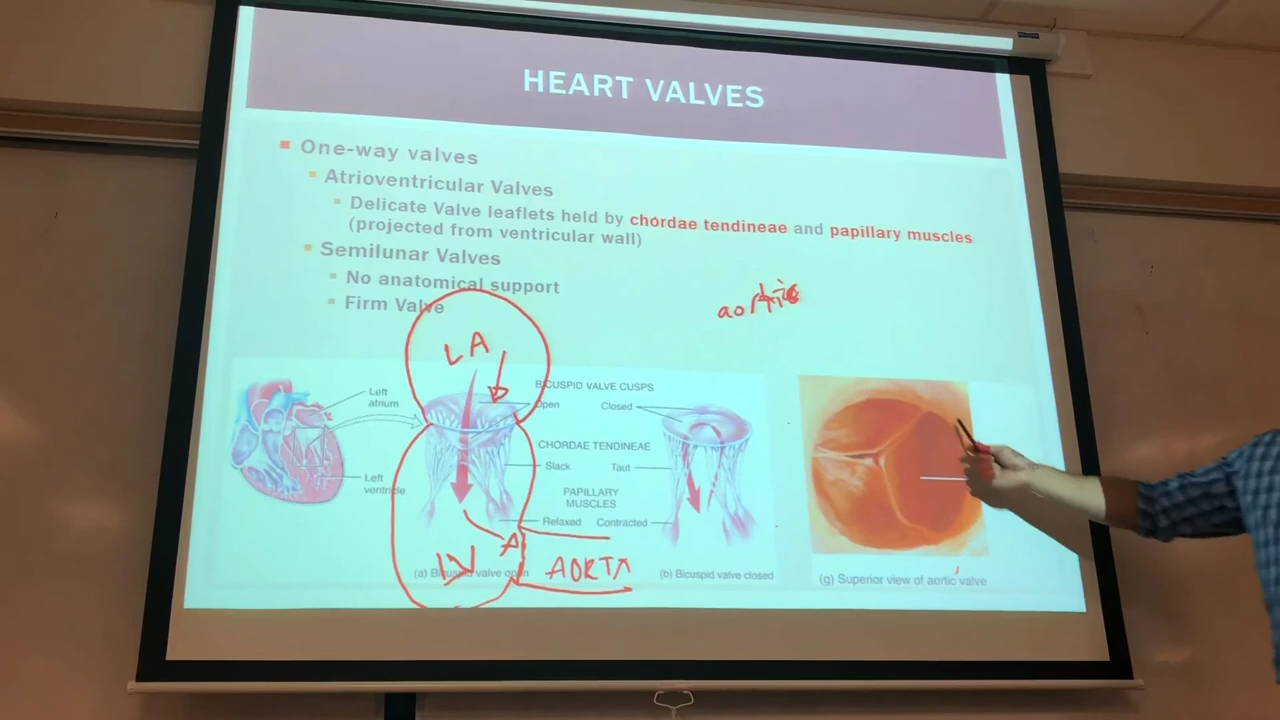 HEART VALVES
One-way valves
Atrioventricular Valves
Delicate Valve leaflets held by chordae tendineae and papillary muscles
(projected from ventricular wall)
Semilunar Valves
No anatomical support
Firm Valve
aortic
LA
Left
atrium
BICUSPID VALVE CUSPS
Open
Closed
CHORDAE TENDINEAE
Slack
Taut
Left
ventricle
PAPILLARY
MUSCLES
Relaxed
Contracted
LV
AORTA
(a) Bicuspid valve open
(b) Bicuspid valve closed
(g) Superior view of aortic valve